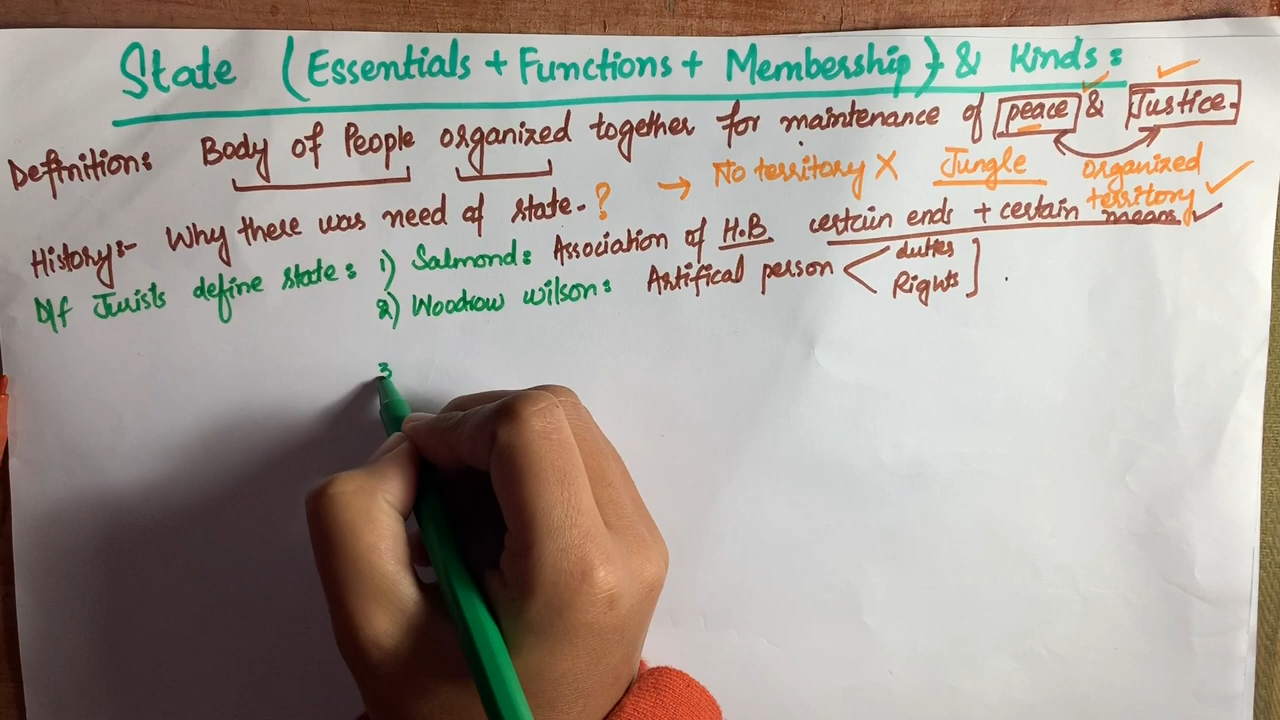 State (Essentials + Functions + Membership) & Kinds:
Definition: Body of People organized together for maintenance of peace & Justice.
→ No territory X Jungle organized territory ✓
History:- Why there was need of state.?
Dif Jurists define state: 1) Salmond: Association of H.B certain ends + certain means ✓
2) Woodrow wilson: Artifical person < duties Rights ] .
3